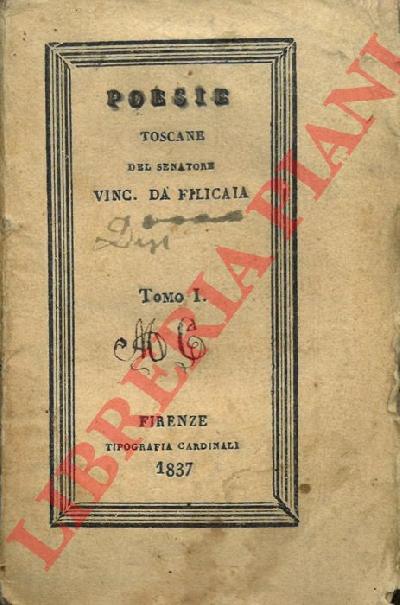 POESIE
TOSCANE
DEL SENATORE
VINC. DA FILICAIA
TOMO I.
FIRENZE
TIPOGRAFIA CARDINALI
1837
LIBRERIA PIANI